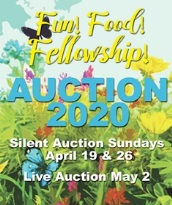 Fun! Food!
Fellowship!
AUCTION
2020
Silent Auction Sundays
April 19 & 26
Live Auction May 2